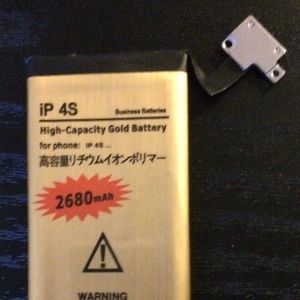 iP 4S
Business Batteries
High-Capacity Gold Battery
for phone: iP 4S ...
高容量リチウムイオンポリマー
2680mAh
WARNING